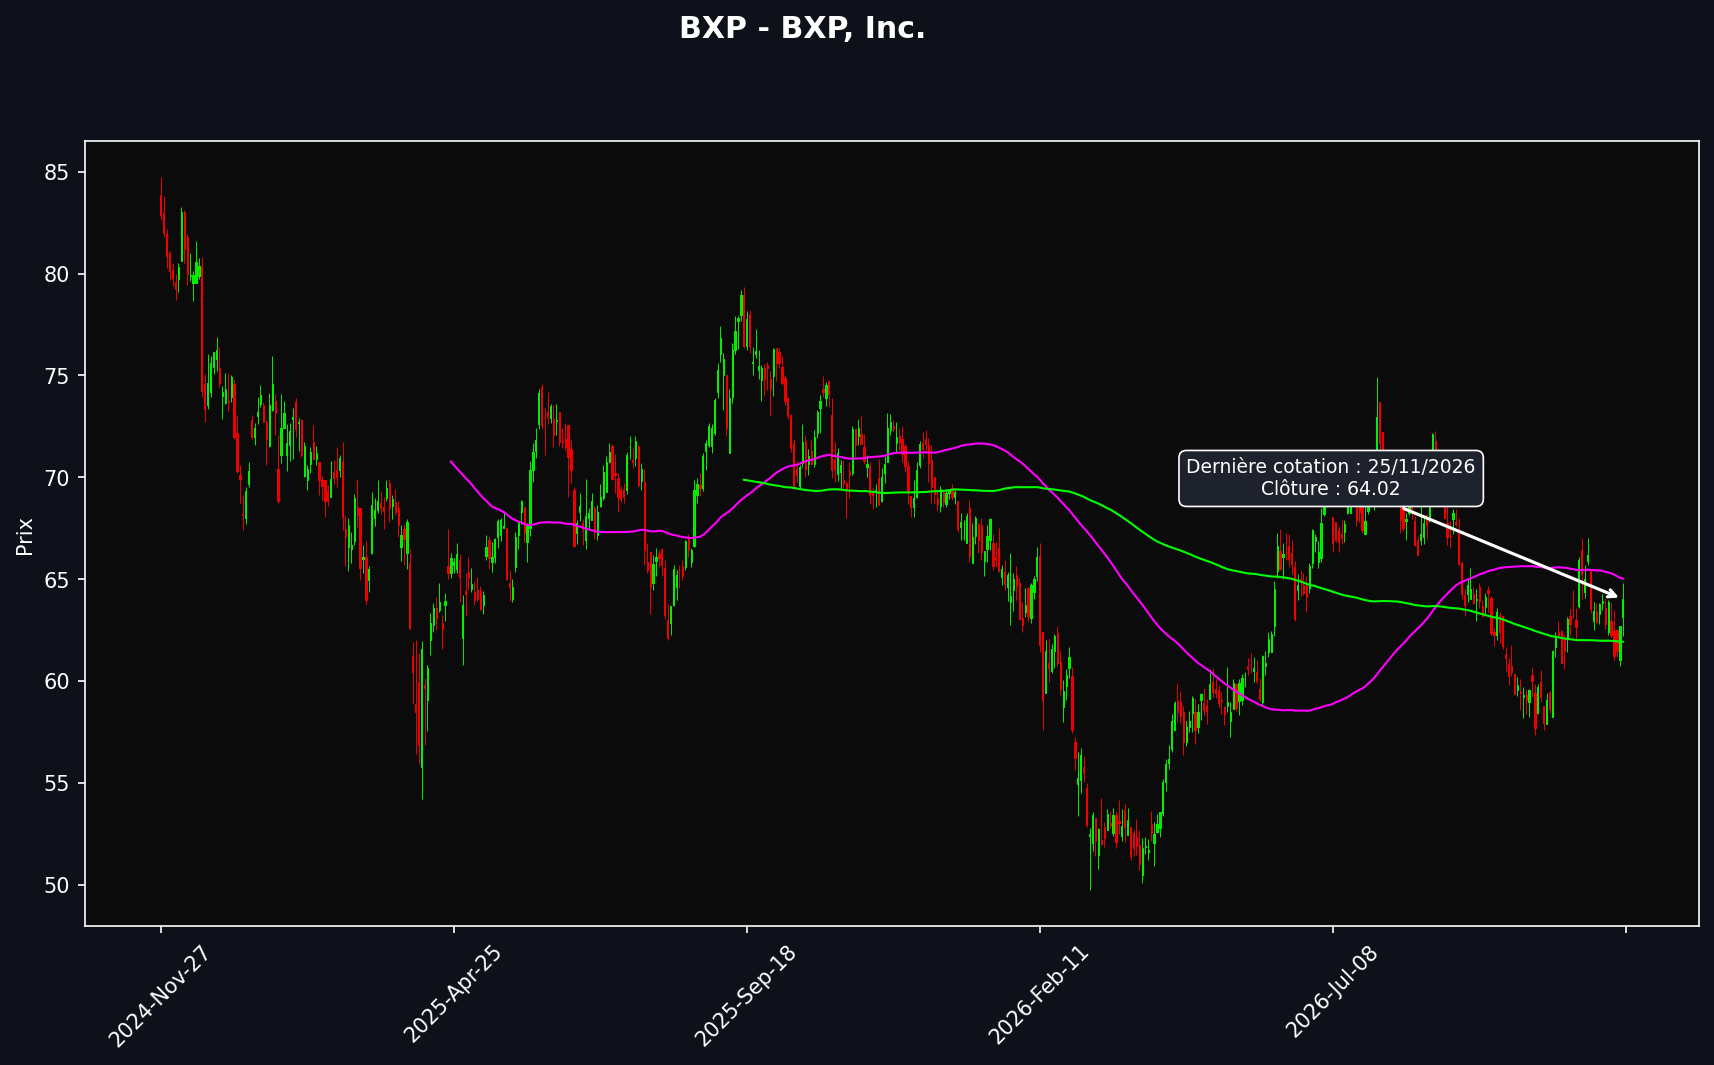 BXP - BXP, Inc.
Prix
85
80
75
70
65
60
55
50
Dernière cotation : 25/11/2026
Clôture : 64.02
2024-Nov-27
2025-Apr-25
2025-Sep-18
2026-Feb-11
2026-Jul-08